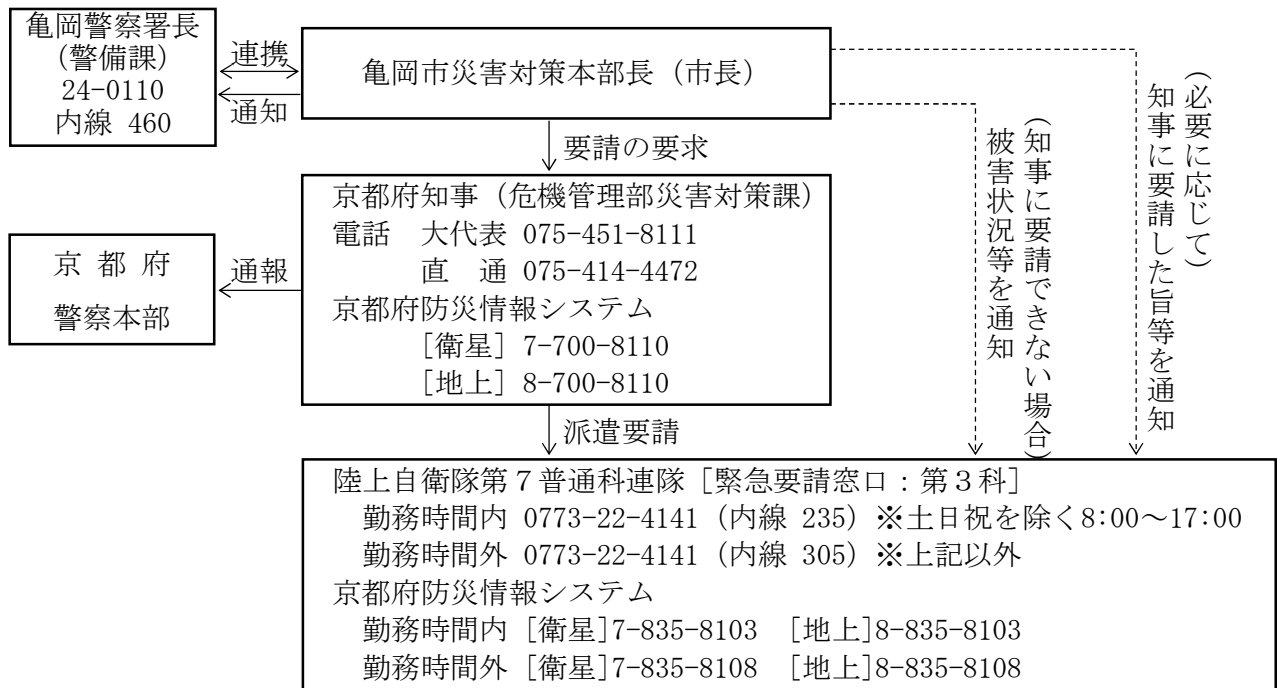 亀岡警察署長
(警備課)
24-0110
内線 460
連携
通知
亀岡市災害対策本部長（市長）
要請の要求
京都府知事（危機管理部災害対策課）
電話　大代表 075-451-8111
直　通 075-414-4472
京都府防災情報システム
［衛星］7-700-8110
［地上］8-700-8110
通報
京 都 府
警察本部
派遣要請
（必要に応じて）
知事に要請した旨等を通知
（知事に要請できない場合）
被害状況等を通知
陸上自衛隊第７普通科連隊［緊急要請窓口：第３科］
勤務時間内 0773-22-4141（内線 235）※土日祝を除く8:00～17:00
勤務時間外 0773-22-4141（内線 305）※上記以外
京都府防災情報システム
勤務時間内［衛星]7-835-8103　[地上]8-835-8103
勤務時間外［衛星]7-835-8108　[地上]8-835-8108